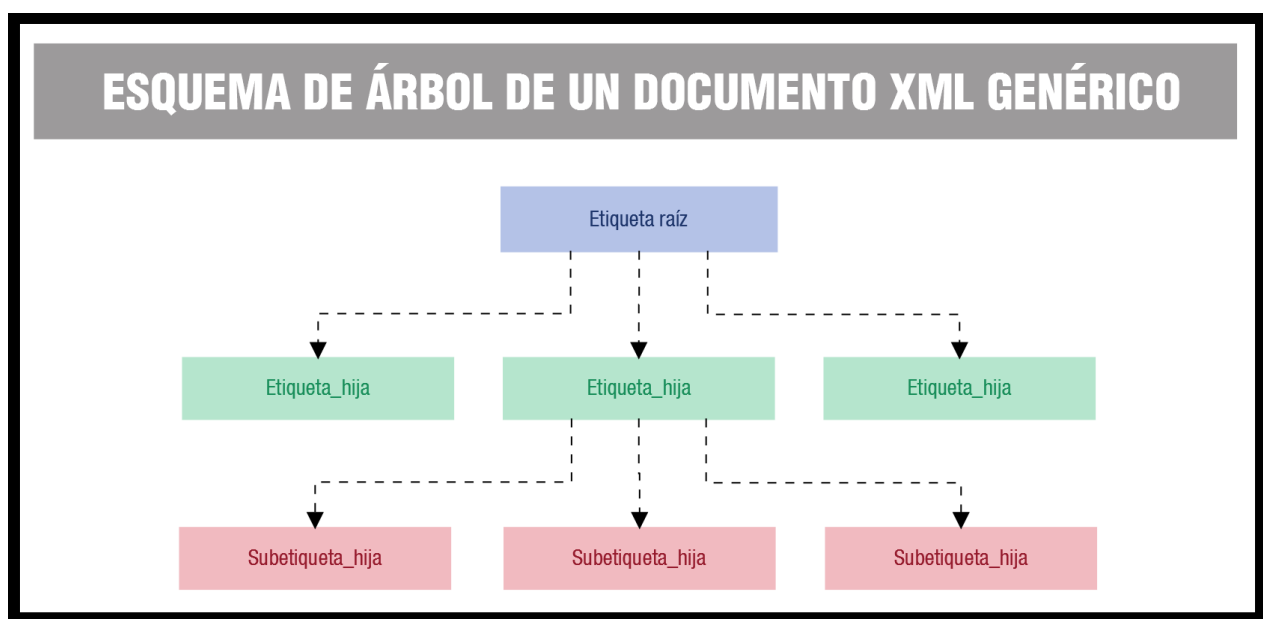 ESQUEMA DE ÁRBOL DE UN DOCUMENTO XML GENÉRICO
Etiqueta raíz
Etiqueta_hija
Etiqueta_hija
Etiqueta_hija
Subetiqueta_hija
Subetiqueta_hija
Subetiqueta_hija